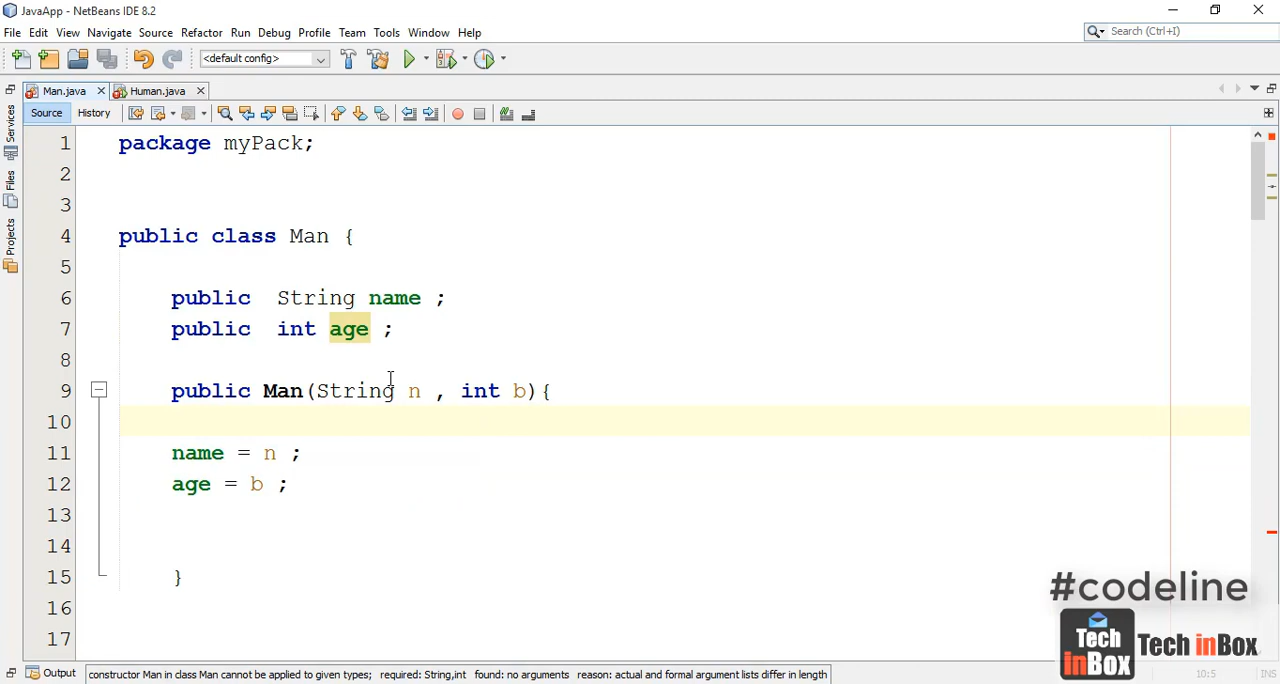 JavaApp - NetBeans IDE 8.2
File Edit View Navigate Source Refactor Run Debug Profile Team Tools Window Help
Search (Ctrl+I)
<default config>
Man.java Human.java
Source History
Services
Files
Projects
1 package myPack;
2
3
4 public class Man {
5
6 public String name ;
7 public int age ;
8
9 public Man(String n , int b){
10
11 name = n ;
12 age = b ;
13
14
15 }
16
17
#codeline
Tech
inBox
Tech inBox
Output
constructor Man in class Man cannot be applied to given types; required: String,int found: no arguments reason: actual and formal argument lists differ in length
10:5 INS